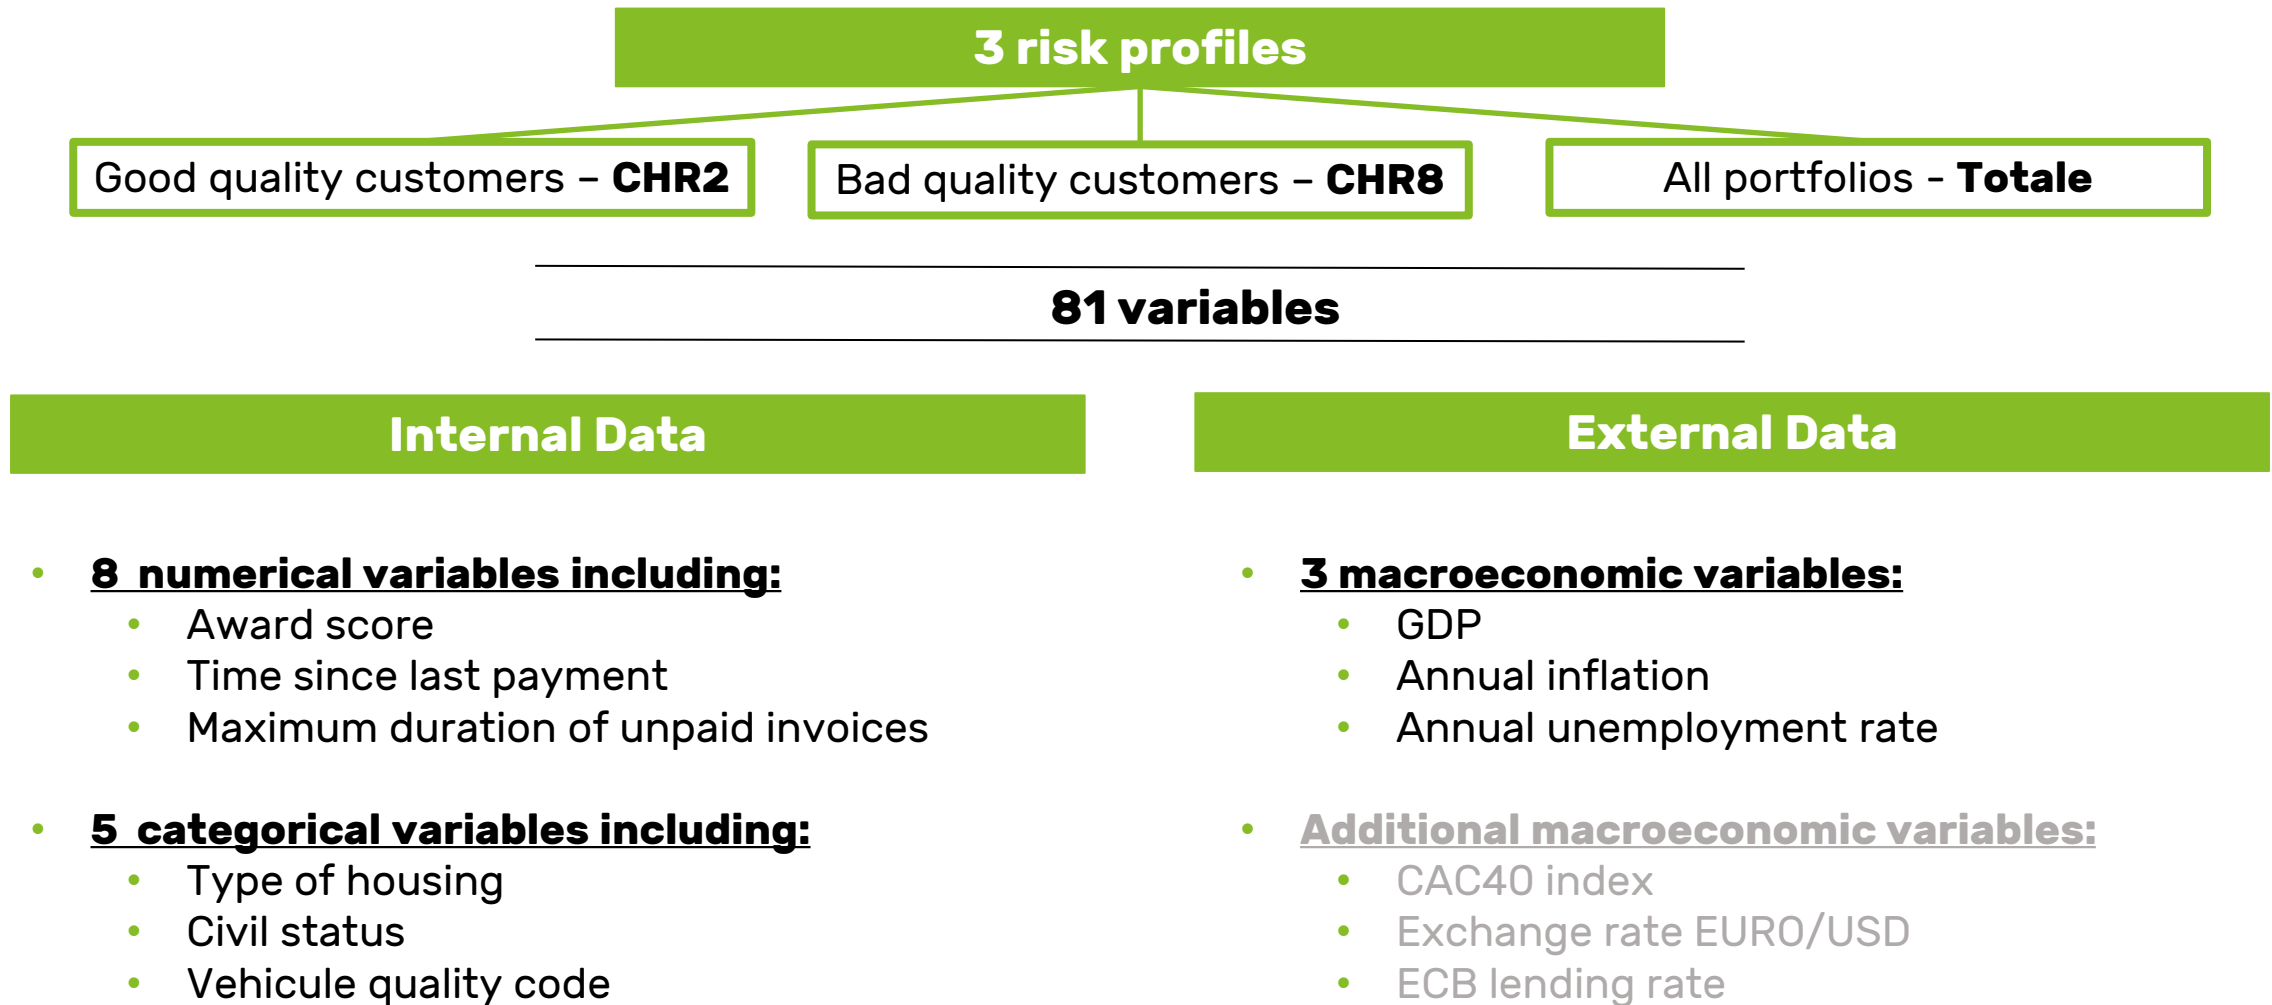 3 risk profiles
Good quality customers – CHR2
Bad quality customers – CHR8
All portfolios - Totale
81 variables
Internal Data
• 8  numerical variables including:
• Award score
• Time since last payment
• Maximum duration of unpaid invoices
• 5  categorical variables including:
• Type of housing
• Civil status
• Vehicule quality code
External Data
• 3 macroeconomic variables:
• GDP
• Annual inflation
• Annual unemployment rate
• Additional macroeconomic variables:
• CAC40 index
• Exchange rate EURO/USD
• ECB lending rate